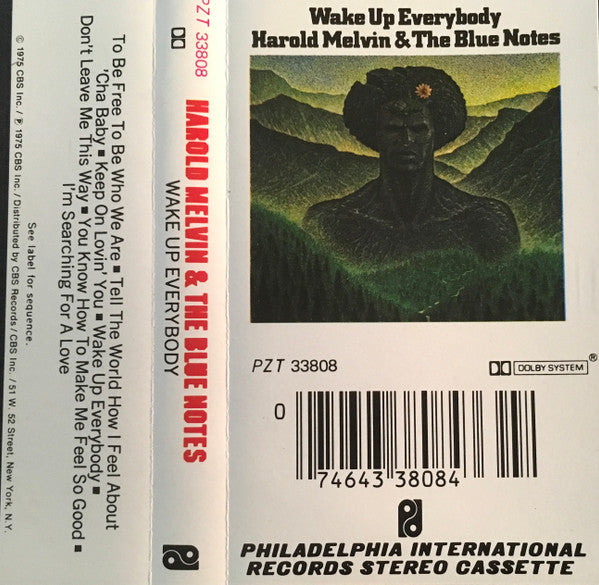 Wake Up Everybody
Harold Melvin & The Blue Notes
PZT 33808
DOLBY SYSTEM®
0
74643 38084
PHILADELPHIA INTERNATIONAL
RECORDS STEREO CASSETTE
PZT 33808
HAROLD MELVIN & THE BLUE NOTES
WAKE UP EVERYBODY
To Be Free To Be Who We Are ■ Tell The World How I Feel About
'Cha Baby ■ Keep On Lovin' You ■ Wake Up Everybody ■
Don't Leave Me This Way ■ You Know How To Make Me Feel So Good ■
I'm Searching For A Love
See label for sequence.
© 1975 CBS Inc./ ℗ 1975 CBS Inc./Distributed by CBS Records/CBS Inc./51 W. 52 Street, New York, N.Y.